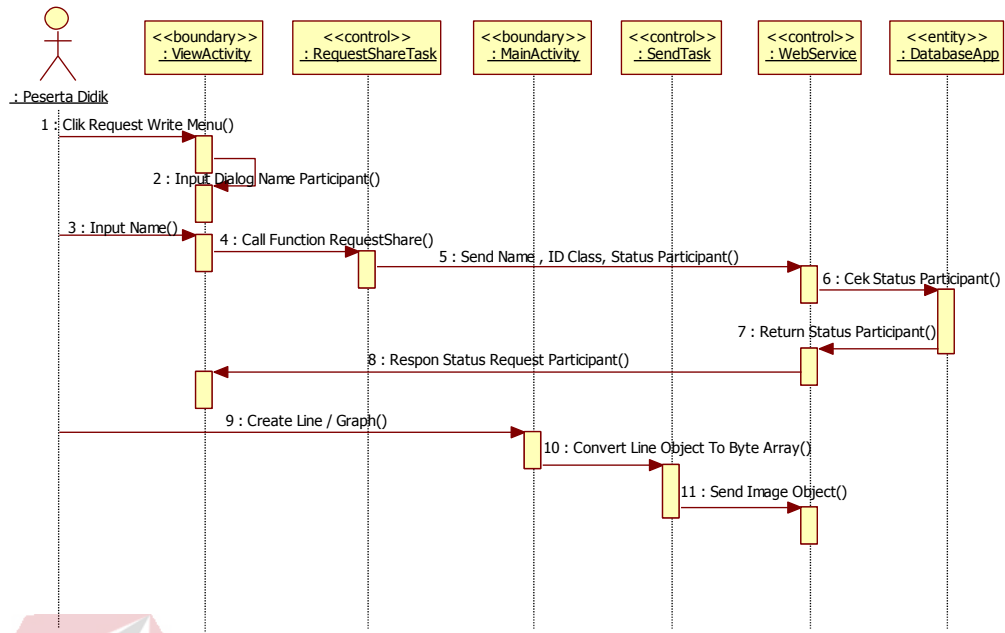 <<boundary>>
: ViewActivity
<<control>>
: RequestShareTask
<<boundary>>
: MainActivity
<<control>>
: SendTask
<<control>>
: WebService
<<entity>>
: DatabaseApp
: Peserta Didik
1 : Clik Request Write Menu()
2 : Input Dialog Name Participant()
3 : Input Name()
4 : Call Function RequestShare()
5 : Send Name , ID Class, Status Participant()
6 : Cek Status Participant()
7 : Return Status Participant()
8 : Respon Status Request Participant()
9 : Create Line / Graph()
10 : Convert Line Object To Byte Array()
11 : Send Image Object()